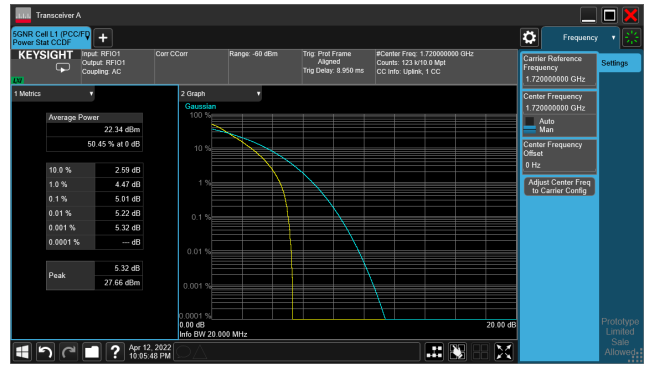 Transceiver A
5GNR Cell L1 (PCC/FD
Power Stat CCDF
Frequency
KEYSIGHT
LW
Input: RFIO1
Output: RFIO1
Coupling: AC
Corr CCorr
Range: -60 dBm
Trig: Prot Frame
Aligned
Trig Delay: 8.950 ms
#Center Freq: 1.720000000 GHz
Counts: 123 k/10.0 Mpt
CC Info: Uplink, 1 CC
Carrier Reference
Frequency
1.720000000 GHz
Settings
1 Metrics
2 Graph
Center Frequency
1.720000000 GHz
Auto
Man
Center Frequency
Offset
0 Hz
Adjust Center Freq
to Carrier Config
Average Power
22.34 dBm
50.45 % at 0 dB
10.0 % 2.59 dB
1.0 % 4.47 dB
0.1 % 5.01 dB
0.01 % 5.22 dB
0.001 % 5.32 dB
0.0001 % --- dB
Peak
5.32 dB
27.66 dBm
Gaussian
100 %
10 %
1 %
0.1 %
0.01 %
0.001 %
0.0001 %
0.00 dB
20.00 dB
Info BW 20.000 MHz
Prototype
Limited
Sale
Allowed
?
Apr 12, 2022
10:05:48 PM